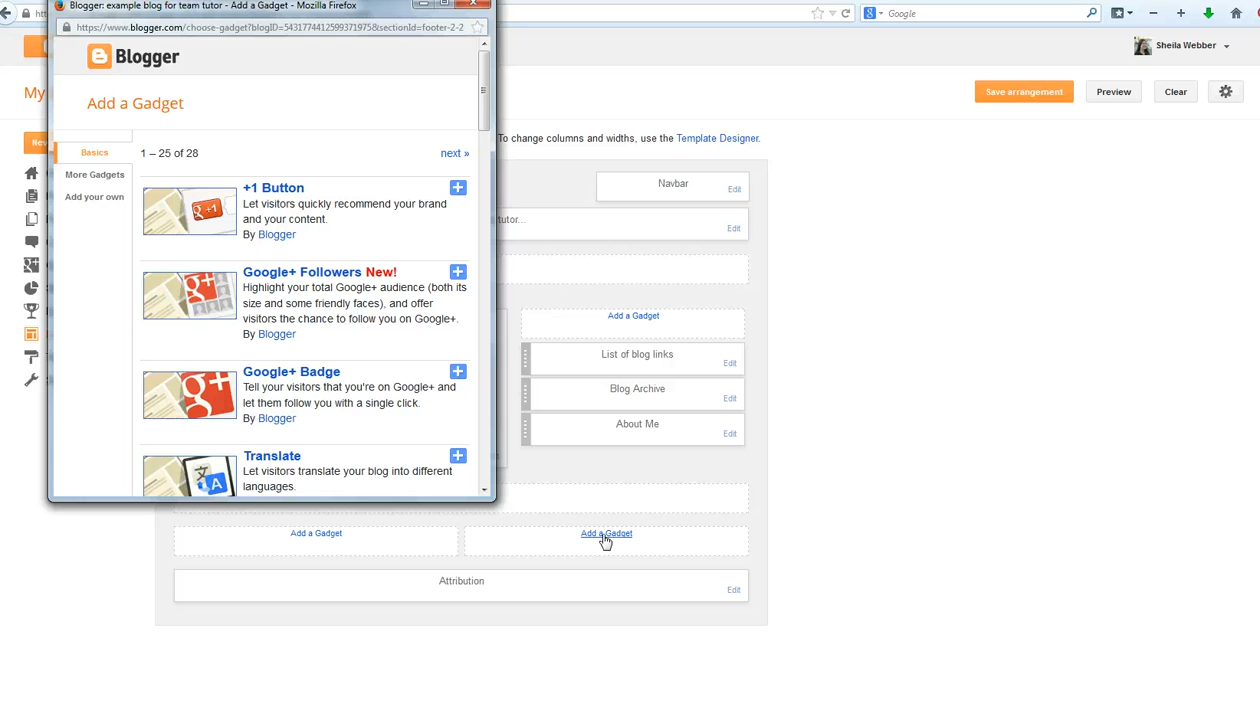 Blogger: example blog for team tutor - Add a Gadget - Mozilla Firefox
https://www.blogger.com/choose-gadget?blogID=5431774412599371975&sectionId=footer-2-2
Google
Blogger
Sheila Webber
My
Add a Gadget
Save arrangement
Preview
Clear
New
To change columns and widths, use the Template Designer.
Basics
More Gadgets
Add your own
1 – 25 of 28
next »
+1 Button
Let visitors quickly recommend your brand
and your content.
By Blogger
Google+ Followers New!
Highlight your total Google+ audience (both its
size and some friendly faces), and offer
visitors the chance to follow you on Google+.
By Blogger
Google+ Badge
Tell your visitors that you're on Google+ and
let them follow you with a single click.
By Blogger
Translate
Let visitors translate your blog into different
languages.
Navbar
Edit
tutor...
Edit
Add a Gadget
List of blog links
Edit
Blog Archive
Edit
About Me
Edit
Add a Gadget
Add a Gadget
Attribution
Edit